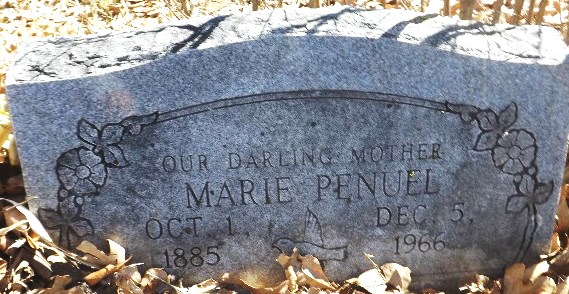 OUR DARLING MOTHER
MARIE PENUEL
OCT. 1, DEC. 5,
1885 1966